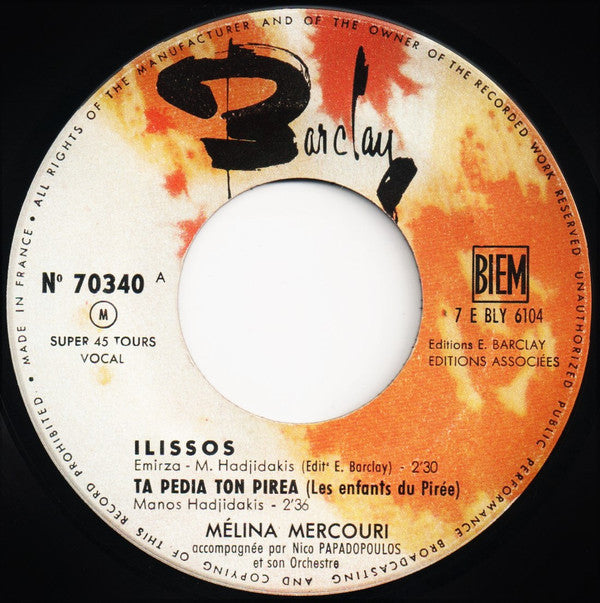 ALL RIGHTS OF THE MANUFACTURER AND OF THE OWNER OF THE RECORDED WORK RESERVED UNAUTHORIZED PUBLIC PERFORMANCE BROADCASTING AND COPYING OF THIS RECORD PROHIBITED • MADE IN FRANCE •
Barclay
N° 70340 A
M
SUPER 45 TOURS
VOCAL
BIEM
7 E BLY 6104
Editions E. BARCLAY
EDITIONS ASSOCIÉES
ILISSOS
Emirza - M. Hadjidakis (Editˢ E. Barclay) - 2'30
TA PEDIA TON PIREA (Les enfants du Pirée)
Manos Hadjidakis - 2'36
MÉLINA MERCOURI
accompagnée par Nico PAPADOPOULOS
et son Orchestre